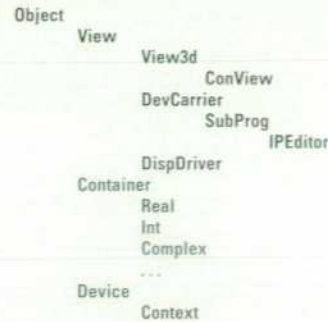 Object
View
View3d
ConView
DevCarrier
SubProg
IPEditor
DispDriver
Container
Real
Int
Complex
...
Device
Context